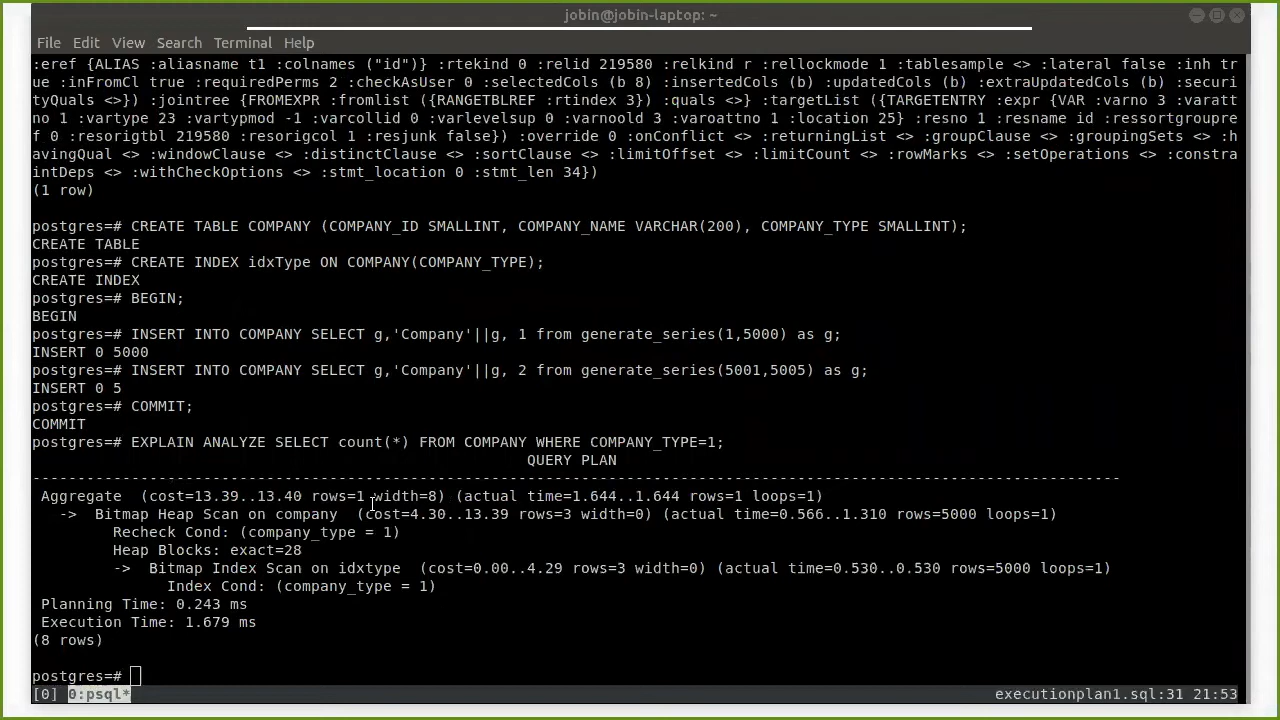 jobin@jobin-laptop: ~
File Edit View Search Terminal Help
:eref {ALIAS :aliasname t1 :colnames ("id")} :rtekind 0 :relid 219580 :relkind r :rellockmode 1 :tablesample <> :lateral false :inh tr
ue :inFromCl true :requiredPerms 2 :checkAsUser 0 :selectedCols (b 8) :insertedCols (b) :updatedCols (b) :extraUpdatedCols (b) :securi
tyQuals <>}) :jointree {FROMEXPR :fromlist ({RANGETBLREF :rtindex 3}) :quals <>} :targetList ({TARGETENTRY :expr {VAR :varno 3 :varatt
no 1 :vartype 23 :vartypmod -1 :varcollid 0 :varlevelsup 0 :varnoold 3 :varoattno 1 :location 25} :resno 1 :resname id :ressortgroupre
f 0 :resorigtbl 219580 :resorigcol 1 :resjunk false}) :override 0 :onConflict <> :returningList <> :groupClause <> :groupingSets <> :h
avingQual <> :windowClause <> :distinctClause <> :sortClause <> :limitOffset <> :limitCount <> :rowMarks <> :setOperations <> :constra
intDeps <> :withCheckOptions <> :stmt_location 0 :stmt_len 34})
(1 row)
postgres=# CREATE TABLE COMPANY (COMPANY_ID SMALLINT, COMPANY_NAME VARCHAR(200), COMPANY_TYPE SMALLINT);
CREATE TABLE
postgres=# CREATE INDEX idxType ON COMPANY(COMPANY_TYPE);
CREATE INDEX
postgres=# BEGIN;
BEGIN
postgres=# INSERT INTO COMPANY SELECT g,'Company'||g, 1 from generate_series(1,5000) as g;
INSERT 0 5000
postgres=# INSERT INTO COMPANY SELECT g,'Company'||g, 2 from generate_series(5001,5005) as g;
INSERT 0 5
postgres=# COMMIT;
COMMIT
postgres=# EXPLAIN ANALYZE SELECT count(*) FROM COMPANY WHERE COMPANY_TYPE=1;
QUERY PLAN
-------------------------------------------------------------------------------------------------------------------------
Aggregate  (cost=13.39..13.40 rows=1 width=8) (actual time=1.644..1.644 rows=1 loops=1)
->  Bitmap Heap Scan on company  (cost=4.30..13.39 rows=3 width=0) (actual time=0.566..1.310 rows=5000 loops=1)
Recheck Cond: (company_type = 1)
Heap Blocks: exact=28
->  Bitmap Index Scan on idxtype  (cost=0.00..4.29 rows=3 width=0) (actual time=0.530..0.530 rows=5000 loops=1)
Index Cond: (company_type = 1)
Planning Time: 0.243 ms
Execution Time: 1.679 ms
(8 rows)
postgres=#
[0] 0:psql* executionplan1.sql:31 21:53